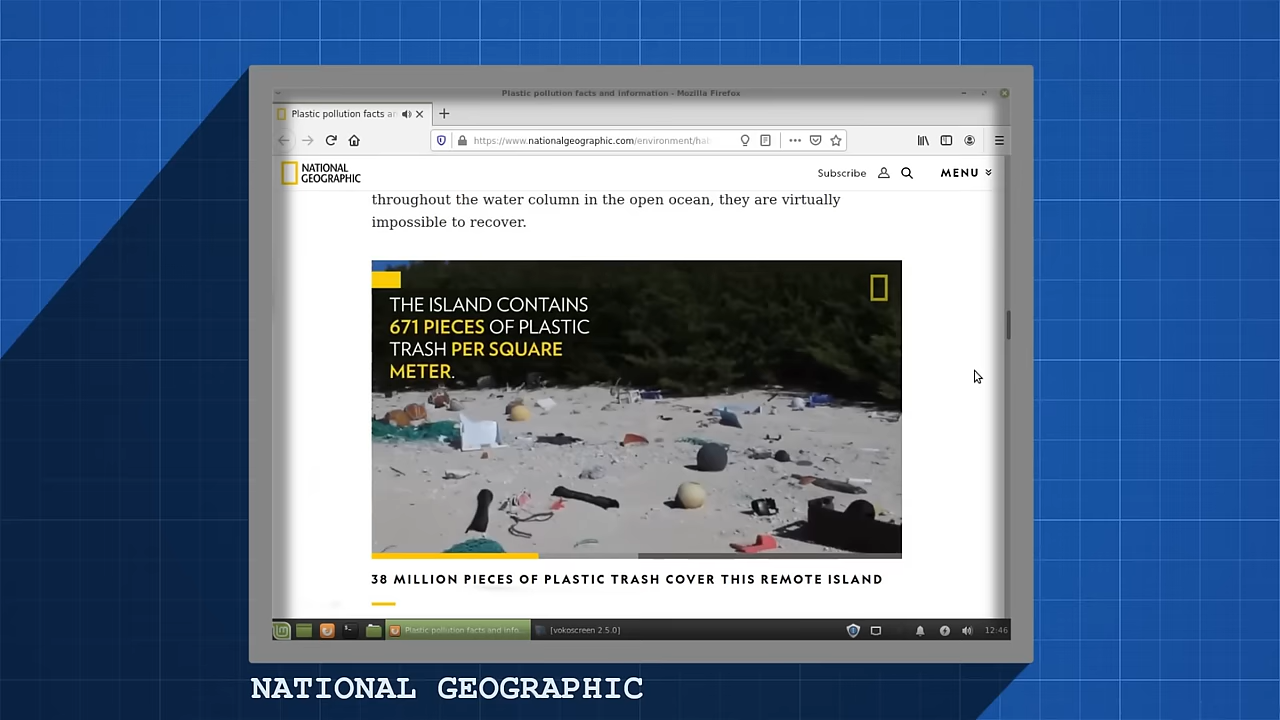 Plastic pollution facts and information - Mozilla Firefox
Plastic pollution facts an
https://www.nationalgeographic.com/environment/ha
NATIONAL
GEOGRAPHIC
Subscribe
MENU
throughout the water column in the open ocean, they are virtually
impossible to recover.
THE ISLAND CONTAINS
671 PIECES OF PLASTIC
TRASH PER SQUARE
METER.
38 MILLION PIECES OF PLASTIC TRASH COVER THIS REMOTE ISLAND
Plastic pollution facts and info...
[vokoscreen 2.5.0]
12:46
NATIONAL GEOGRAPHIC